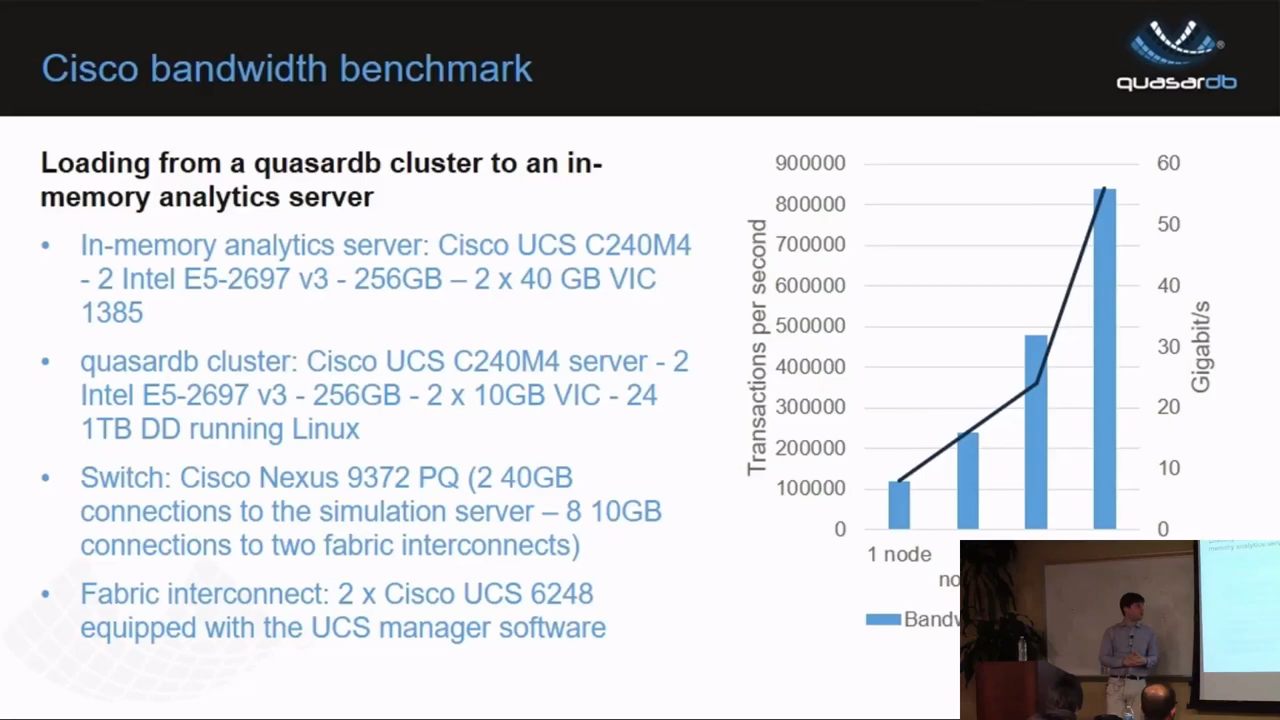 Cisco bandwidth benchmark
quasardb
Loading from a quasardb cluster to an in-
memory analytics server
• In-memory analytics server: Cisco UCS C240M4
- 2 Intel E5-2697 v3 - 256GB – 2 x 40 GB VIC
1385
• quasardb cluster: Cisco UCS C240M4 server - 2
Intel E5-2697 v3 - 256GB - 2 x 10GB VIC - 24
1TB DD running Linux
• Switch: Cisco Nexus 9372 PQ (2 40GB
connections to the simulation server – 8 10GB
connections to two fabric interconnects)
• Fabric interconnect: 2 x Cisco UCS 6248
equipped with the UCS manager software
Transactions per second
900000
800000
700000
600000
500000
400000
300000
200000
100000
0
60
50
40
30
20
10
0
Gigabit/s
1 node